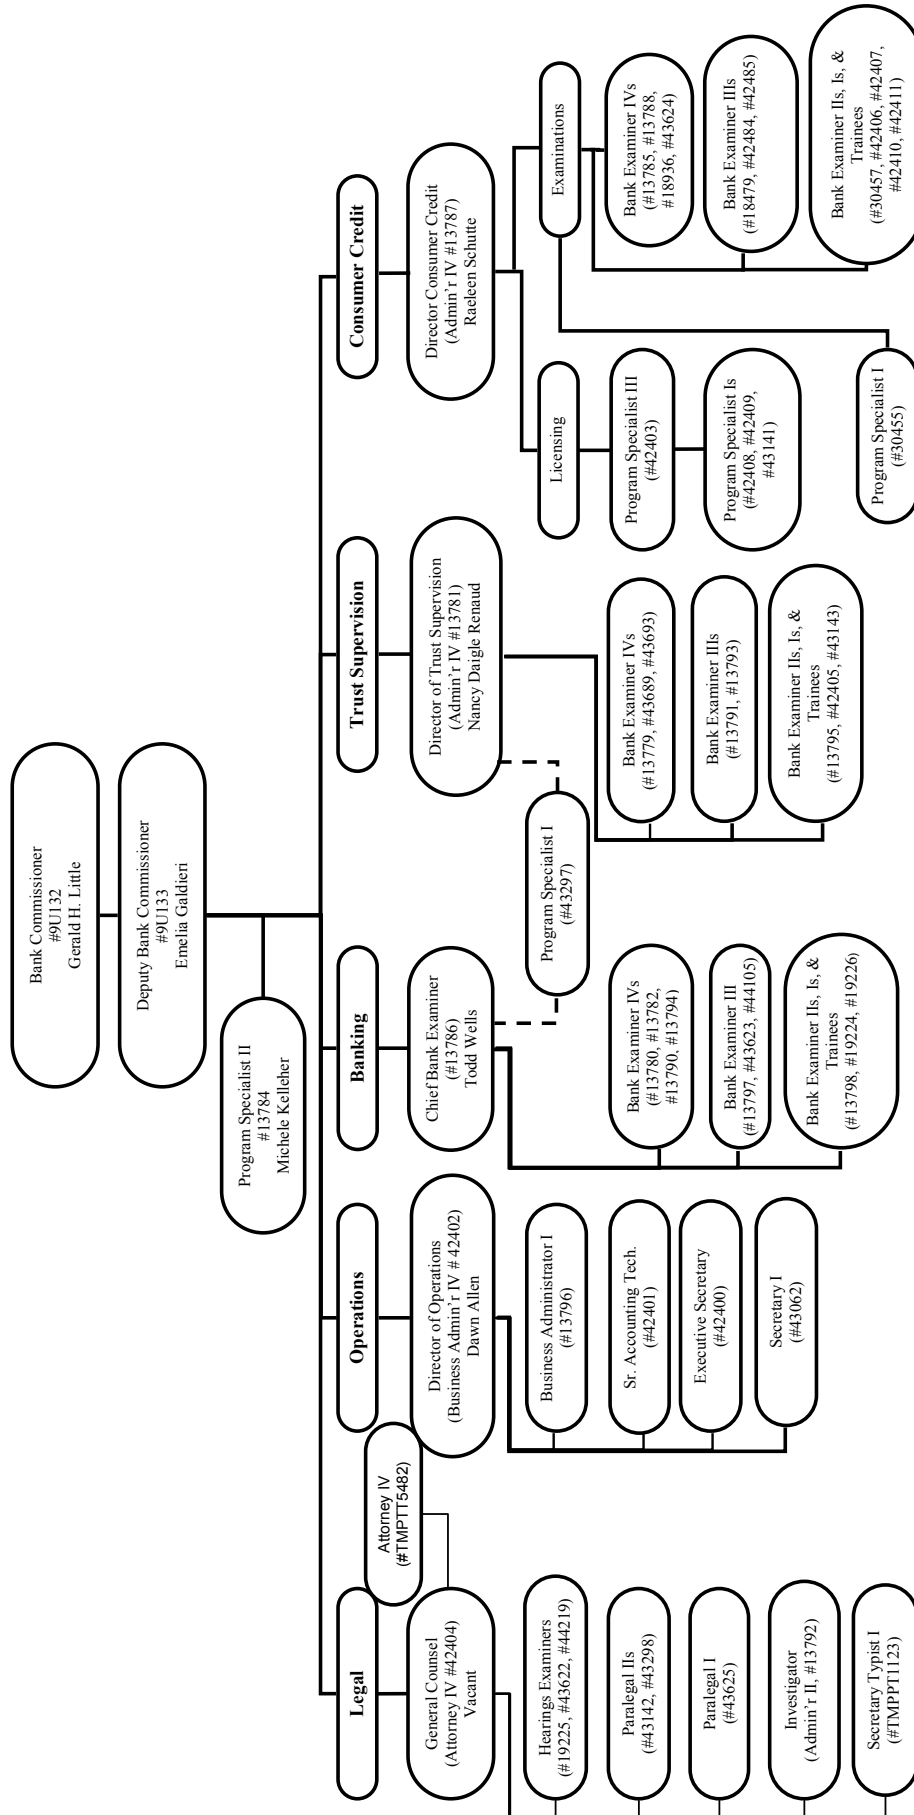 Bank Commissioner
#9U132
Gerald H. Little
Deputy Bank Commissioner
#9U133
Emelia Galdieri
Program Specialist II
#13784
Michele Kelleher
Legal
General Counsel
(Attorney IV #42404)
Vacant
Attorney IV
(#TMPTT5482)
Hearings Examiners
(#19225, #43622, #44219)
Paralegal IIs
(#43142, #43298)
Paralegal I
(#43625)
Investigator
(Admin'r II, #13792)
Secretary Typist I
(#TMPPT1123)
Operations
Director of Operations
(Business Admin'r IV # 42402)
Dawn Allen
Business Administrator I
(#13796)
Sr. Accounting Tech.
(#42401)
Executive Secretary
(#42400)
Secretary I
(#43062)
Banking
Chief Bank Examiner
(#13786)
Todd Wells
Program Specialist I
(#43297)
Bank Examiner IVs
(#13780, #13782,
#13790, #13794)
Bank Examiner III
(#13797, #43623, #44105)
Bank Examiner IIs, Is, &
Trainees
(#13798, #19224, #19226)
Trust Supervision
Director of Trust Supervision
(Admin'r IV #13781)
Nancy Daigle Renaud
Bank Examiner IVs
(#13779, #43689, #43693)
Bank Examiner IIIs
(#13791, #13793)
Bank Examiner IIs, Is, &
Trainees
(#13795, #42405, #43143)
Consumer Credit
Director Consumer Credit
(Admin'r IV #13787)
Raeleen Schutte
Licensing
Program Specialist III
(#42403)
Program Specialist Is
(#42408, #42409,
#43141)
Program Specialist I
(#30455)
Examinations
Bank Examiner IVs
(#13785, #13788,
#18936, #43624)
Bank Examiner IIIs
(#18479, #42484, #42485)
Bank Examiner IIs, Is, &
Trainees
(#30457, #42406, #42407,
#42410, #42411)